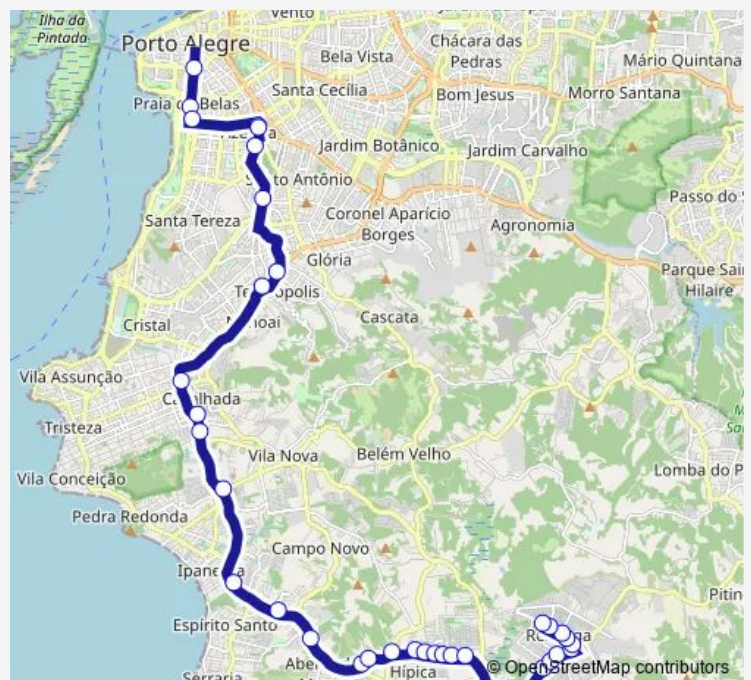 Ilha da
Pintada
Vento
Porto Alegre
Bela Vista
Chácara das
Pedras
Mário Quintana
Santa Cecília
Bom Jesus
Morro Santana
Praia Belas
Jardim Botânico
Jardim Carvalho
Antônio
Passo do
Santa Tereza
Coronel Aparício
Borges
Agronomia
Glória
Parque Sai
Hilaire
Cristal
Cascata
Vila Assunção
Tristeza
Vila Nova
Belém Velho
Lomba do P
Vila Conceição
Pedra Redonda
Campo Novo
Pitin
Espírito Santo
Hípica
Serraria
© OpenStreetMap contributors